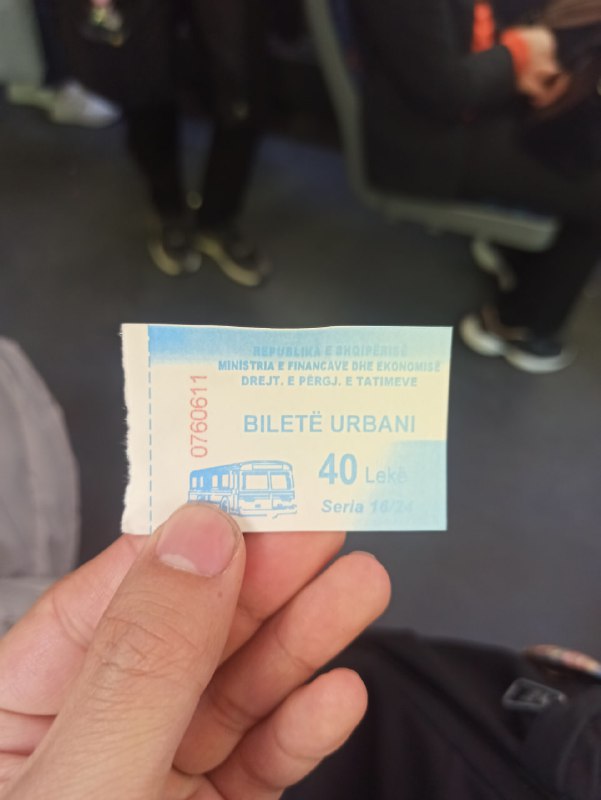 REPUBLIKA E SHQIPËRISË
MINISTRIA E FINANCAVE DHE EKONOMISË
DREJT. E PËRGJ. E TATIMEVE
0760611
BILETË URBANI
40 Lekë
Seria 16/24